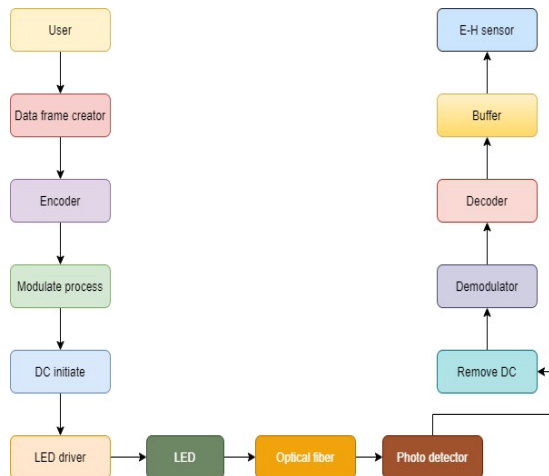 User
Data frame creator
Encoder
Modulate process
DC initiate
LED driver
LED
Optical fiber
Photo detector
Remove DC
Demodulator
Decoder
Buffer
E-H sensor